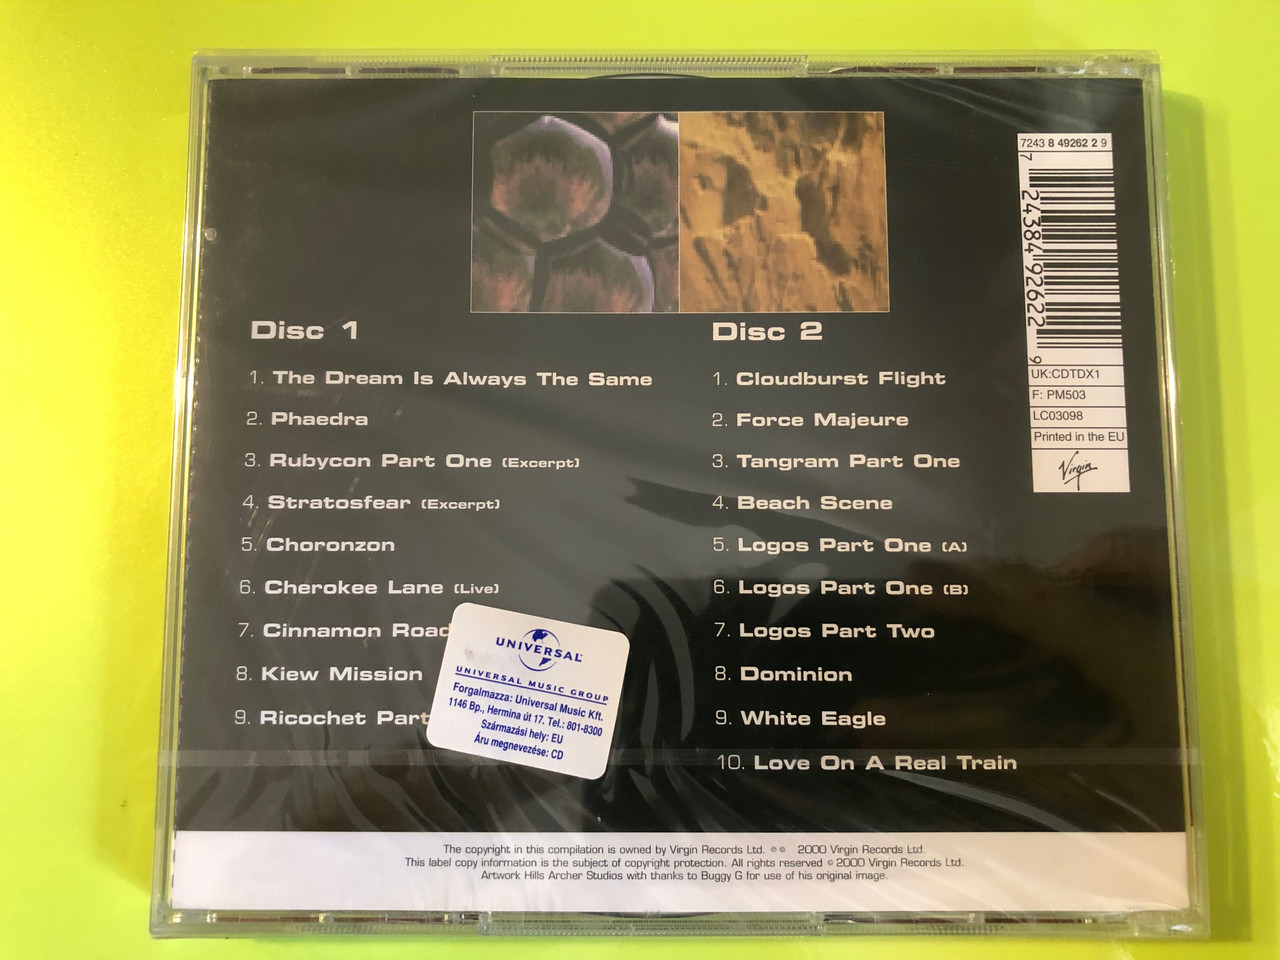 7243 8 49262 2 9
7 24384 92622 9
UK:CDTDX1
F: PM503
LC03098
Printed in the EU
Virgin
Disc 1
1. The Dream Is Always The Same
2. Phaedra
3. Rubycon Part One (Excerpt)
4. Stratosfear (Excerpt)
5. Choronzon
6. Cherokee Lane (Live)
7. Cinnamon Road
8. Kiew Mission
9. Ricochet Part
Disc 2
1. Cloudburst Flight
2. Force Majeure
3. Tangram Part One
4. Beach Scene
5. Logos Part One (A)
6. Logos Part One (B)
7. Logos Part Two
8. Dominion
9. White Eagle
10. Love On A Real Train
UNIVERSAL
UNIVERSAL MUSIC GROUP
Forgalmazza: Universal Music Kft.
1146 Bp., Hermina út 17. Tel.: 801-8300
Származási hely: EU
Áru megnevezése: CD
The copyright in this compilation is owned by Virgin Records Ltd. ℗ © 2000 Virgin Records Ltd.
This label copy information is the subject of copyright protection. All rights reserved © 2000 Virgin Records Ltd.
Artwork Hills Archer Studios with thanks to Buggy G for use of his original image.